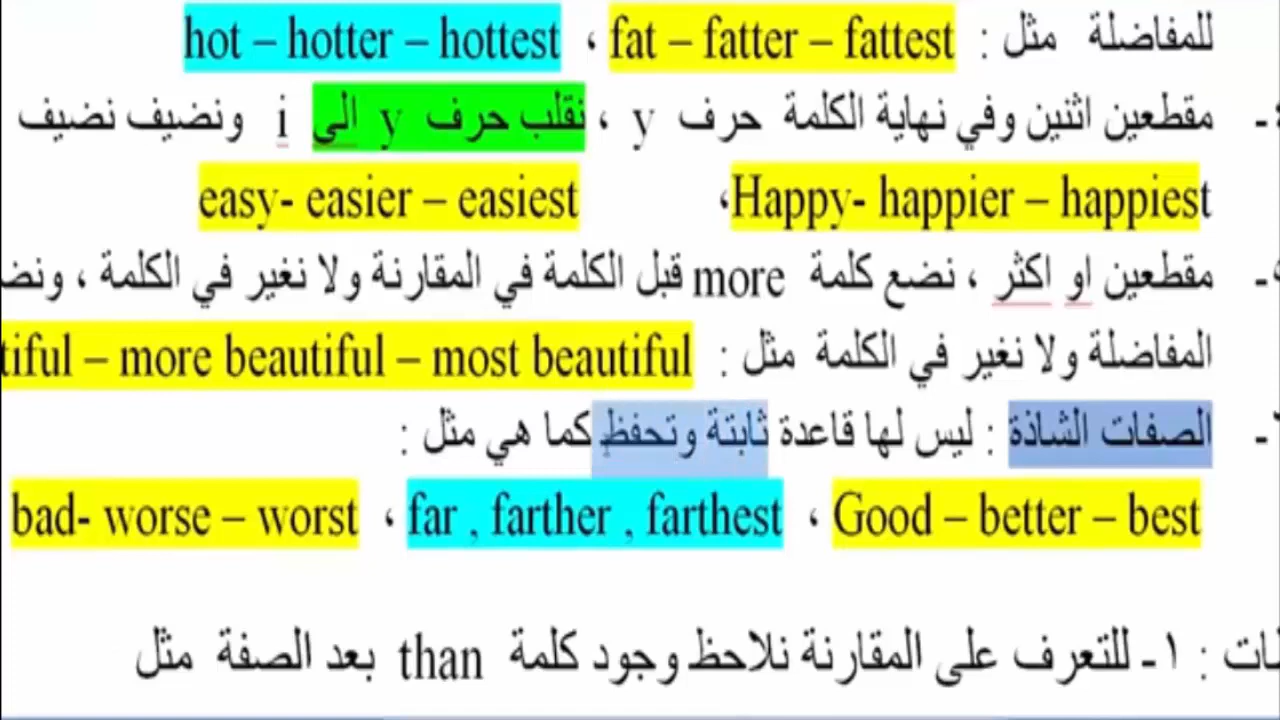 للمفاضلة مثل : fat – fatter – fattest ، hot – hotter – hottest
مقطعين اثنين وفي نهاية الكلمة حرف y ، نقلب حرف y الى i ونضيف نضيف
Happy- happier – happiest، easy- easier – easiest
مقطعين او اكثر ، نضع كلمة more قبل الكلمة في المقارنة ولا نغير في الكلمة ،
المفاضلة ولا نغير في الكلمة مثل : tiful – more beautiful – most beautiful
- الصفات الشاذة : ليس لها قاعدة ثابتة وتحفظ كما هي مثل :
Good – better – best ، far , farther , farthest ، bad- worse – worst
: ١- للتعرف على المقارنة نلاحظ وجود كلمة than بعد الصفة مثل